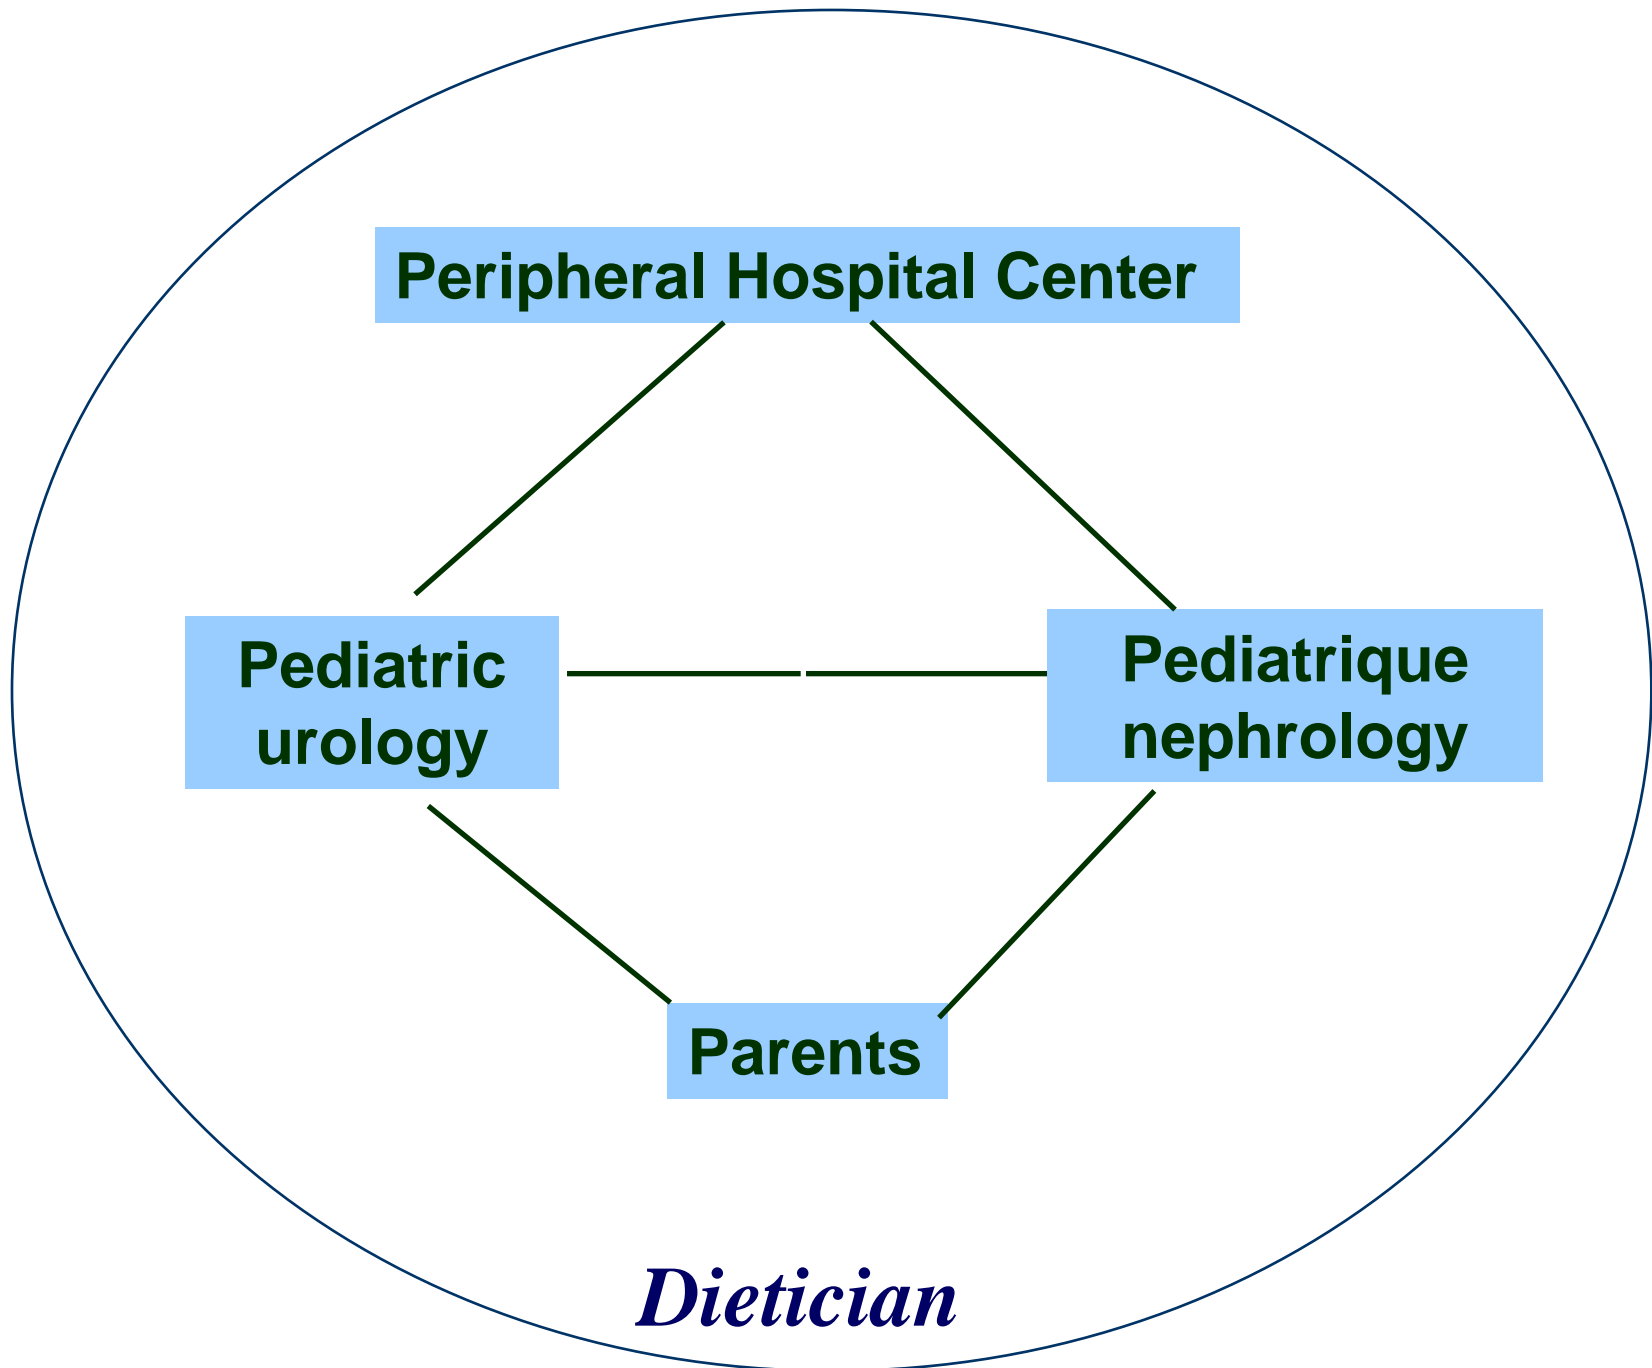 Peripheral Hospital Center
Pediatric
urology
Pediatrique
nephrology
Parents
Dietician